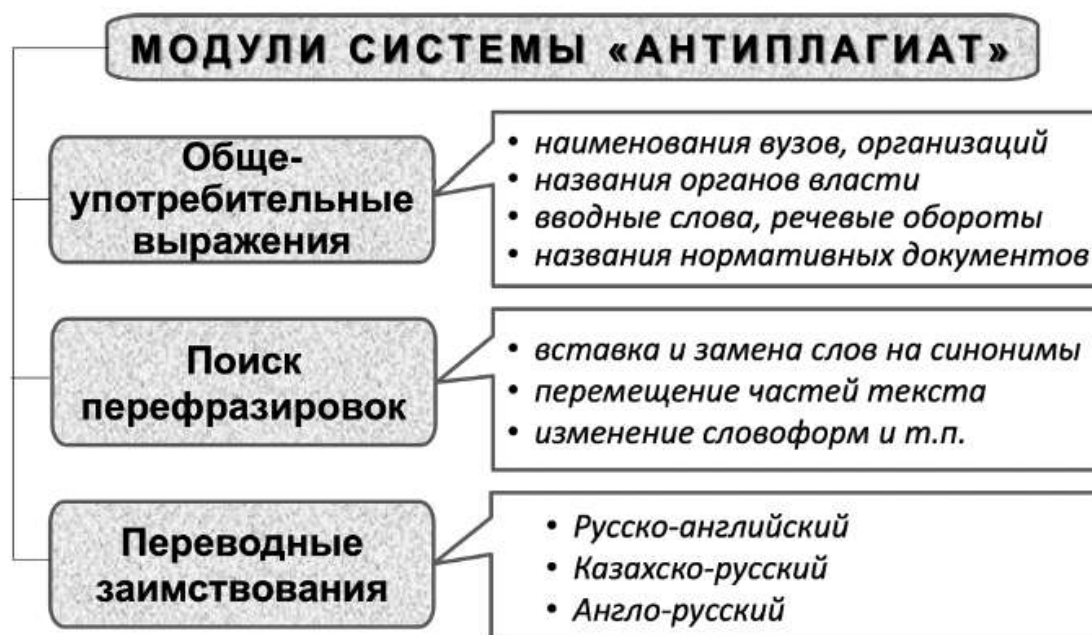 МОДУЛИ СИСТЕМЫ «АНТИПЛАГИАТ»
Обще-
употребительные
выражения
• наименования вузов, организаций
• названия органов власти
• вводные слова, речевые обороты
• названия нормативных документов
Поиск
перефразировок
• вставка и замена слов на синонимы
• перемещение частей текста
• изменение словоформ и т.п.
Переводные
заимствования
• Русско-английский
• Казахско-русский
• Англо-русский